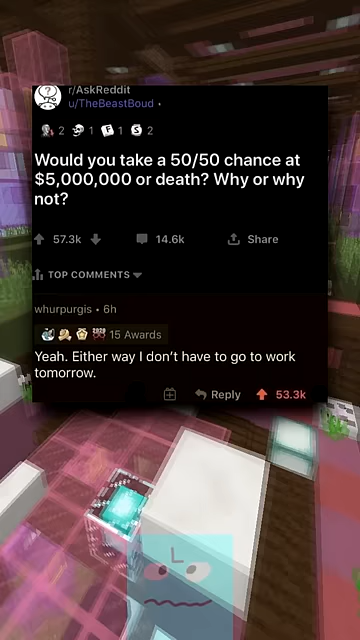 r/AskReddit
u/TheBeastBoud •
2 1 1 2
Would you take a 50/50 chance at
$5,000,000 or death? Why or why
not?
57.3k 14.6k Share
TOP COMMENTS
whurpurgis • 6h
15 Awards
Yeah. Either way I don’t have to go to work
tomorrow.
Reply 53.3k